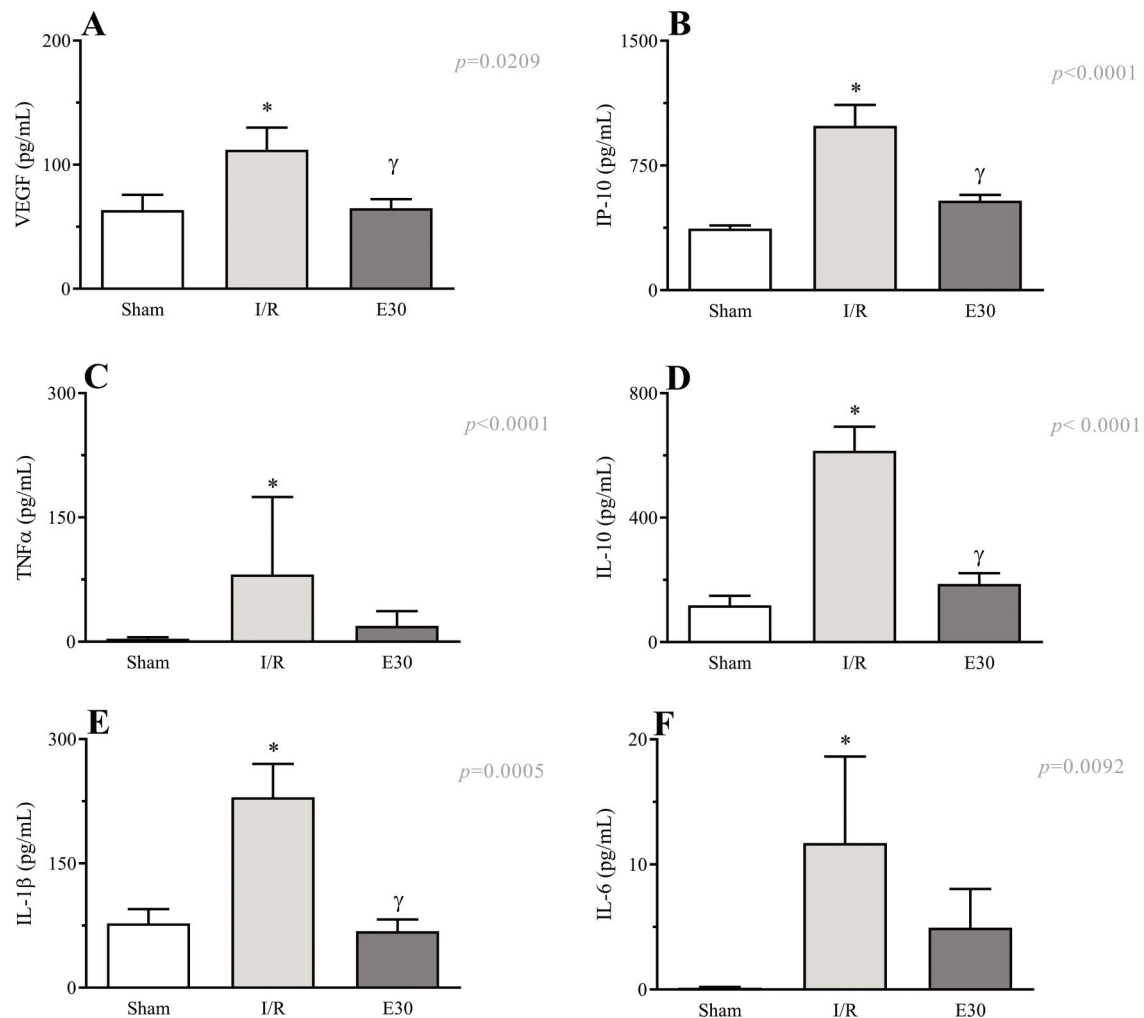 A
200
p=0.0209
*
VEGF (pg/mL)
100
γ
0
Sham I/R E30
B
1500
p<0.0001
*
IP-10 (pg/mL)
750
γ
0
Sham I/R E30
C
300
p<0.0001
*
TNFα (pg/mL)
150
0
Sham I/R E30
D
800
p< 0.0001
*
IL-10 (pg/mL)
400
γ
0
Sham I/R E30
E
300
p=0.0005
*
IL-1β (pg/mL)
150
γ
0
Sham I/R E30
F
20
p=0.0092
*
IL-6 (pg/mL)
10
0
Sham I/R E30